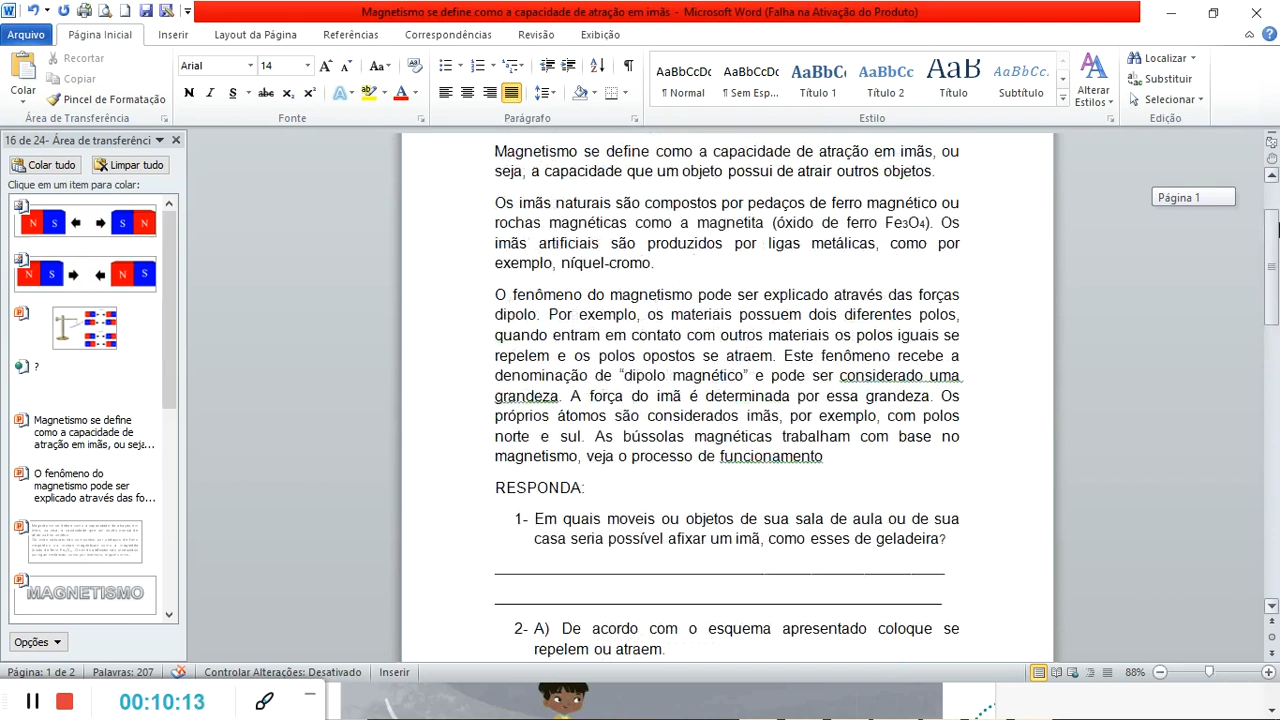 Magnetismo se define como a capacidade de atração em imãs - Microsoft Word (Falha na Ativação do Produto)
Arquivo Página Inicial Inserir Layout da Página Referências Correspondências Revisão Exibição
Colar
Recortar
Copiar
Pincel de Formatação
Área de Transferência
Arial 14
Fonte
Parágrafo
AaBbCcDc AaBbCcDc AaBbC AaBbCc AaB AaBbCc.
¶ Normal ¶ Sem Esp... Título 1 Título 2 Título Subtítulo
Alterar Estilos
Estilo
Localizar
Substituir
Selecionar
Edição
16 de 24- Área de transferênci
Colar tudo Limpar tudo
Clique em um item para colar:
N S S N
N S N S
?
Magnetismo se define
como a capacidade de
atração em imãs, ou sej...
O fenômeno do
magnetismo pode ser
explicado através das fo...
MAGNETISMO
Opções
Magnetismo se define como a capacidade de atração em imãs, ou
seja, a capacidade que um objeto possui de atrair outros objetos.
Os imãs naturais são compostos por pedaços de ferro magnético ou
rochas magnéticas como a magnetita (óxido de ferro Fe3O4). Os
imãs artificiais são produzidos por ligas metálicas, como por
exemplo, níquel-cromo.
O fenômeno do magnetismo pode ser explicado através das forças
dipolo. Por exemplo, os materiais possuem dois diferentes polos,
quando entram em contato com outros materiais os polos iguais se
repelem e os polos opostos se atraem. Este fenômeno recebe a
denominação de “dipolo magnético” e pode ser considerado uma
grandeza. A força do imã é determinada por essa grandeza. Os
próprios átomos são considerados imãs, por exemplo, com polos
norte e sul. As bússolas magnéticas trabalham com base no
magnetismo, veja o processo de funcionamento
RESPONDA:
1- Em quais moveis ou objetos de sua sala de aula ou de sua
casa seria possível afixar um imã, como esses de geladeira?
2- A) De acordo com o esquema apresentado coloque se
repelem ou atraem.
Página 1
Página: 1 de 2 Palavras: 207 Controlar Alterações: Desativado Inserir 88%
00:10:13